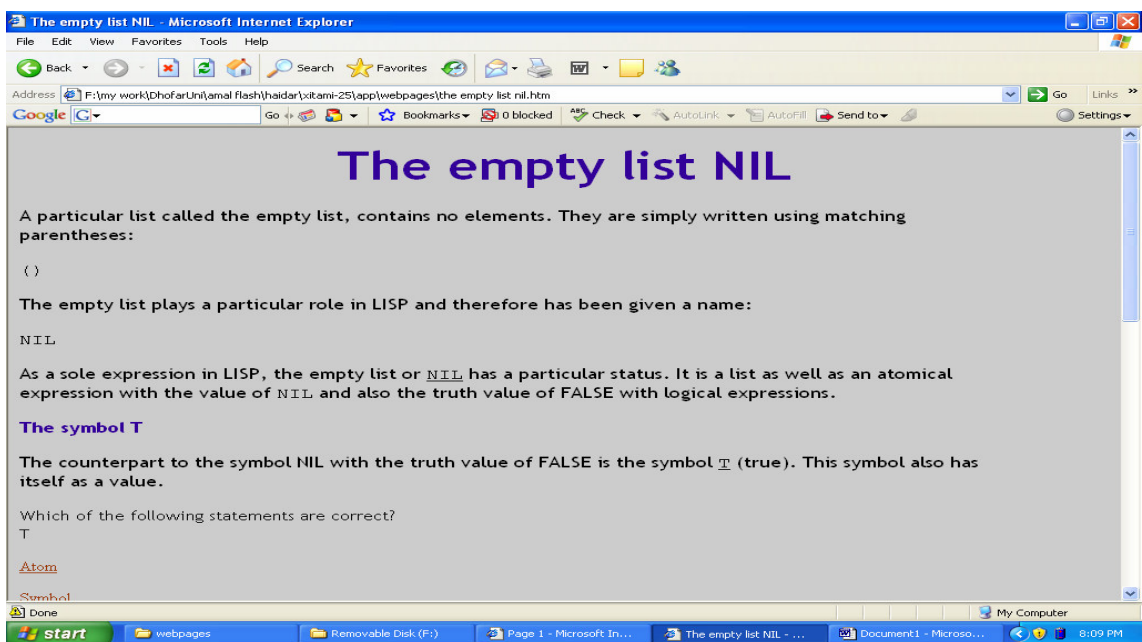 The empty list NIL - Microsoft Internet Explorer
File Edit View Favorites Tools Help
Back Search Favorites
Address F:\my work\DhofarUni\amal flash\haidar\xitami-25\app\webpages\the empty list nil.htm Go Links »
Google G Go Bookmarks 0 blocked Check AutoLink AutoFill Send to Settings
The empty list NIL
A particular list called the empty list, contains no elements. They are simply written using matching
parentheses:
()
The empty list plays a particular role in LISP and therefore has been given a name:
NIL
As a sole expression in LISP, the empty list or NIL has a particular status. It is a list as well as an atomical
expression with the value of NIL and also the truth value of FALSE with logical expressions.
The symbol T
The counterpart to the symbol NIL with the truth value of FALSE is the symbol T (true). This symbol also has
itself as a value.
Which of the following statements are correct?
T
Atom
Symbol
Done My Computer
start webpages Removable Disk (F:) Page 1 - Microsoft In... The empty list NIL - ... Document1 - Microso... 8:09 PM